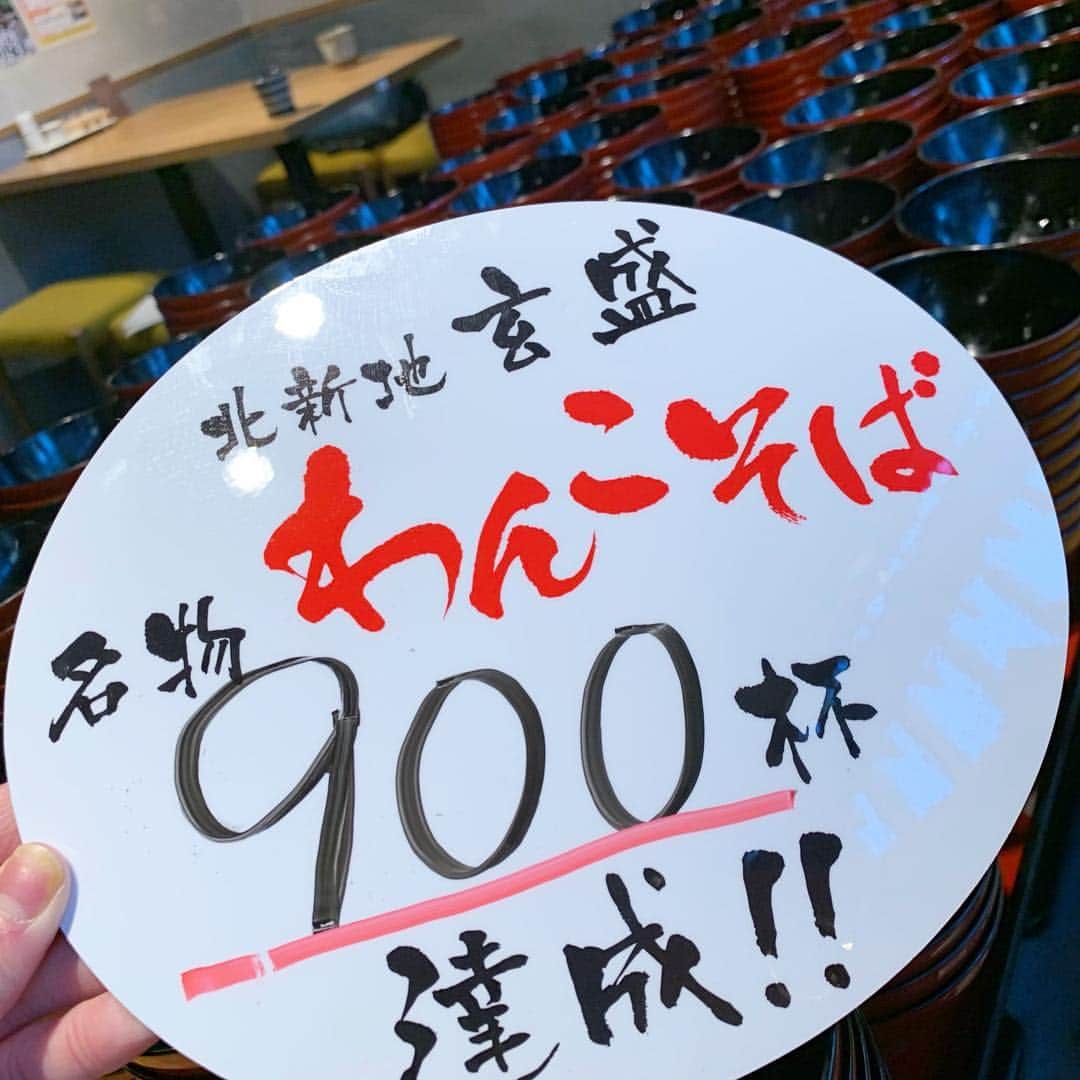 北新地 玄盛
名物 わんこそば
900杯
達成!!